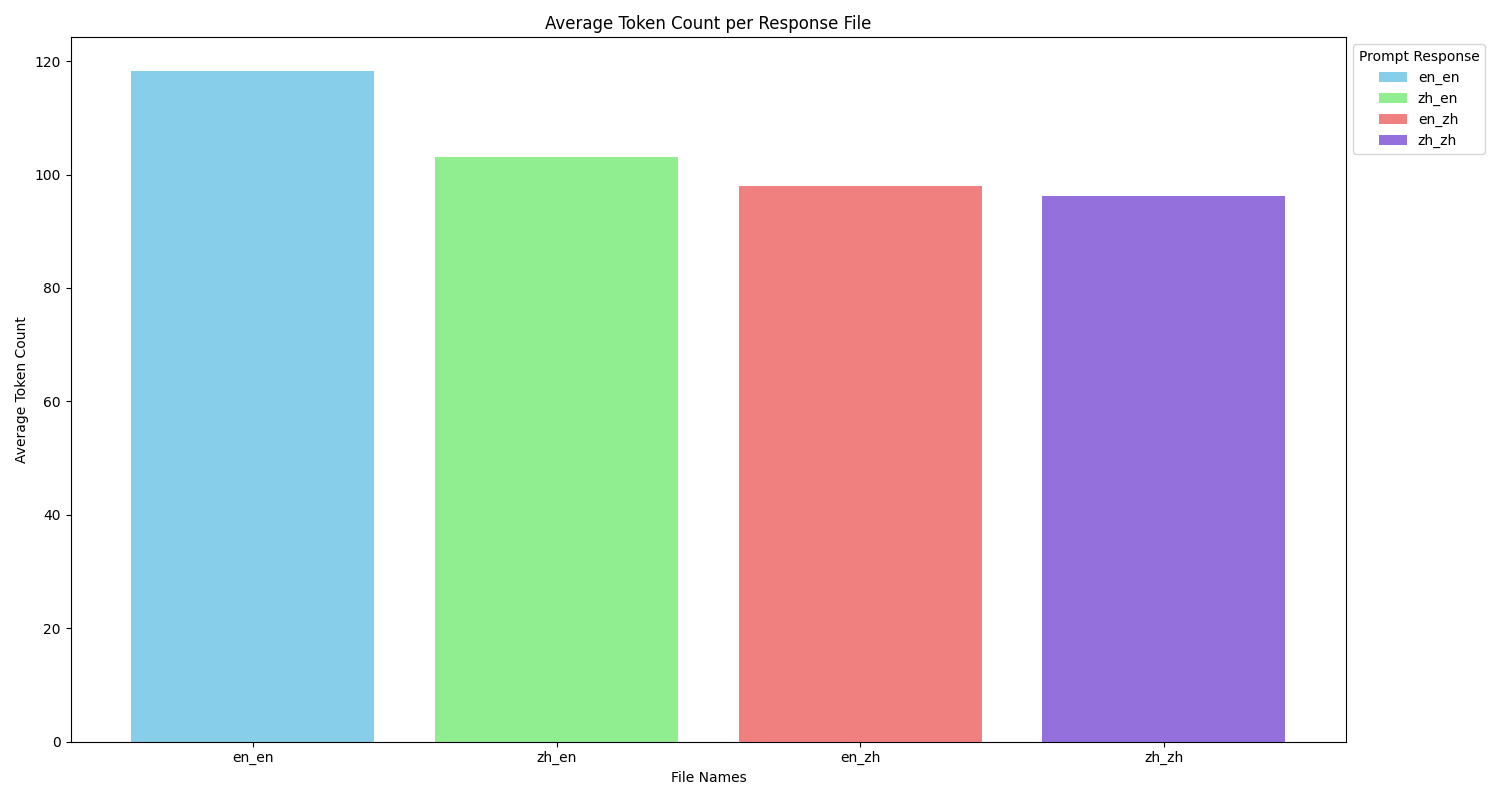 Average Token Count per Response File
Average Token Count
120
100
80
60
40
20
0
en_en
zh_en
en_zh
zh_zh
File Names
Prompt Response
en_en
zh_en
en_zh
zh_zh